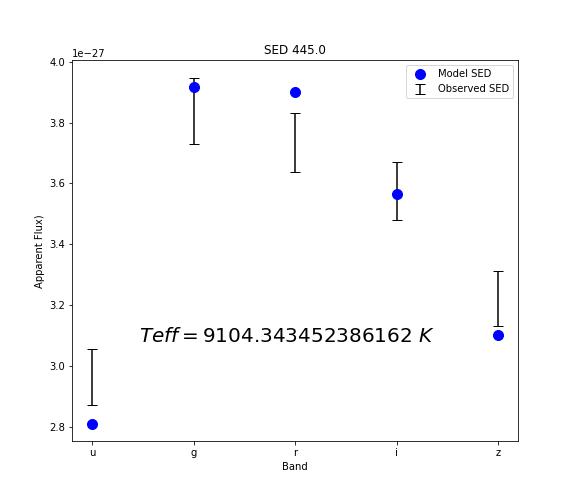 SED 445.0
1e−27
4.0
3.8
3.6
3.4
3.2
3.0
2.8
Apparent Flux)
Model SED
Observed SED
Teff = 9104.343452386162 K
u g r i z
Band